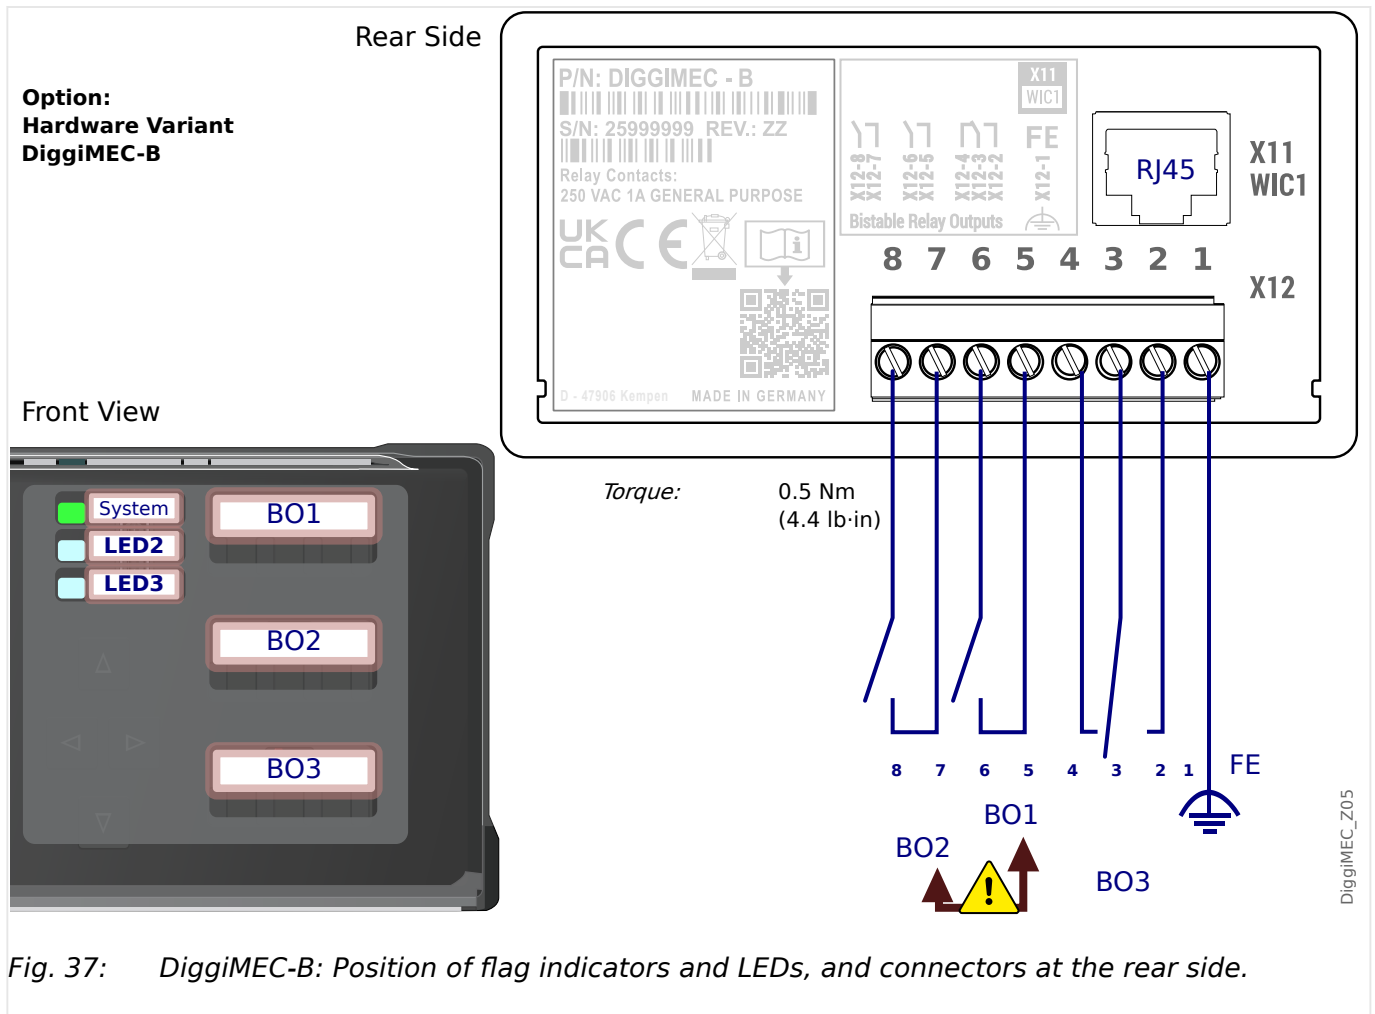 Rear Side
Option:
Hardware Variant
DiggiMEC-B
P/N: DIGGIMEC - B
S/N: 25999999 REV.: ZZ
Relay Contacts:
250 VAC 1A GENERAL PURPOSE
UK
CA CE
i
D - 47906 Kempen MADE IN GERMANY
X11
WIC1
FE
X12-8
X12-7
X12-6
X12-5
X12-4
X12-3
X12-2
X12-1
Bistable Relay Outputs
RJ45
X11
WIC1
8 7 6 5 4 3 2 1
X12
Front View
System
LED2
LED3
BO1
BO2
BO3
Torque: 0.5 Nm
(4.4 lb·in)
8 7 6 5 4 3 2 1 FE
BO1
BO2
!
BO3
DiggiMEC_Z05
Fig. 37: DiggiMEC-B: Position of flag indicators and LEDs, and connectors at the rear side.